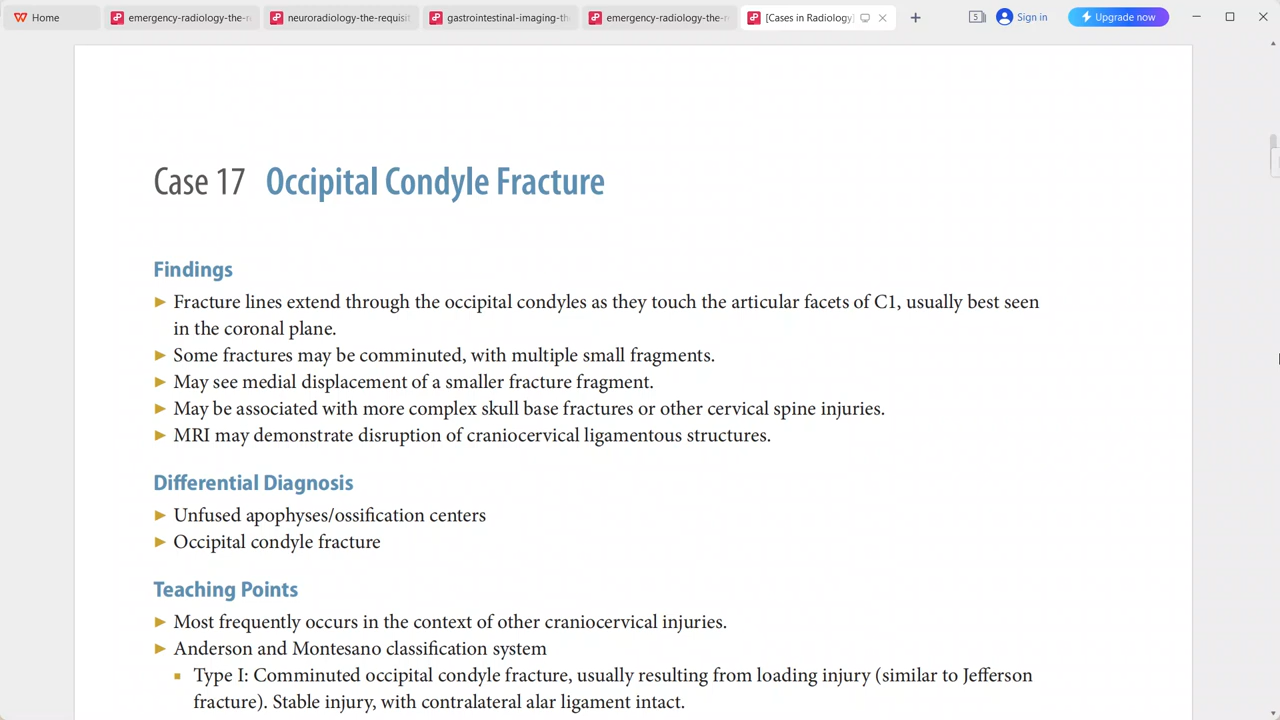 Home
emergency-radiology-the-r
neuroradiology-the-requisit
gastrointestinal-imaging-th
emergency-radiology-the-r
[Cases in Radiology]
5
Sign in
Upgrade now
Case 17 Occipital Condyle Fracture
Findings
► Fracture lines extend through the occipital condyles as they touch the articular facets of C1, usually best seen
in the coronal plane.
► Some fractures may be comminuted, with multiple small fragments.
► May see medial displacement of a smaller fracture fragment.
► May be associated with more complex skull base fractures or other cervical spine injuries.
► MRI may demonstrate disruption of craniocervical ligamentous structures.
Differential Diagnosis
► Unfused apophyses/ossification centers
► Occipital condyle fracture
Teaching Points
► Most frequently occurs in the context of other craniocervical injuries.
► Anderson and Montesano classification system
▪ Type I: Comminuted occipital condyle fracture, usually resulting from loading injury (similar to Jefferson
fracture). Stable injury, with contralateral alar ligament intact.